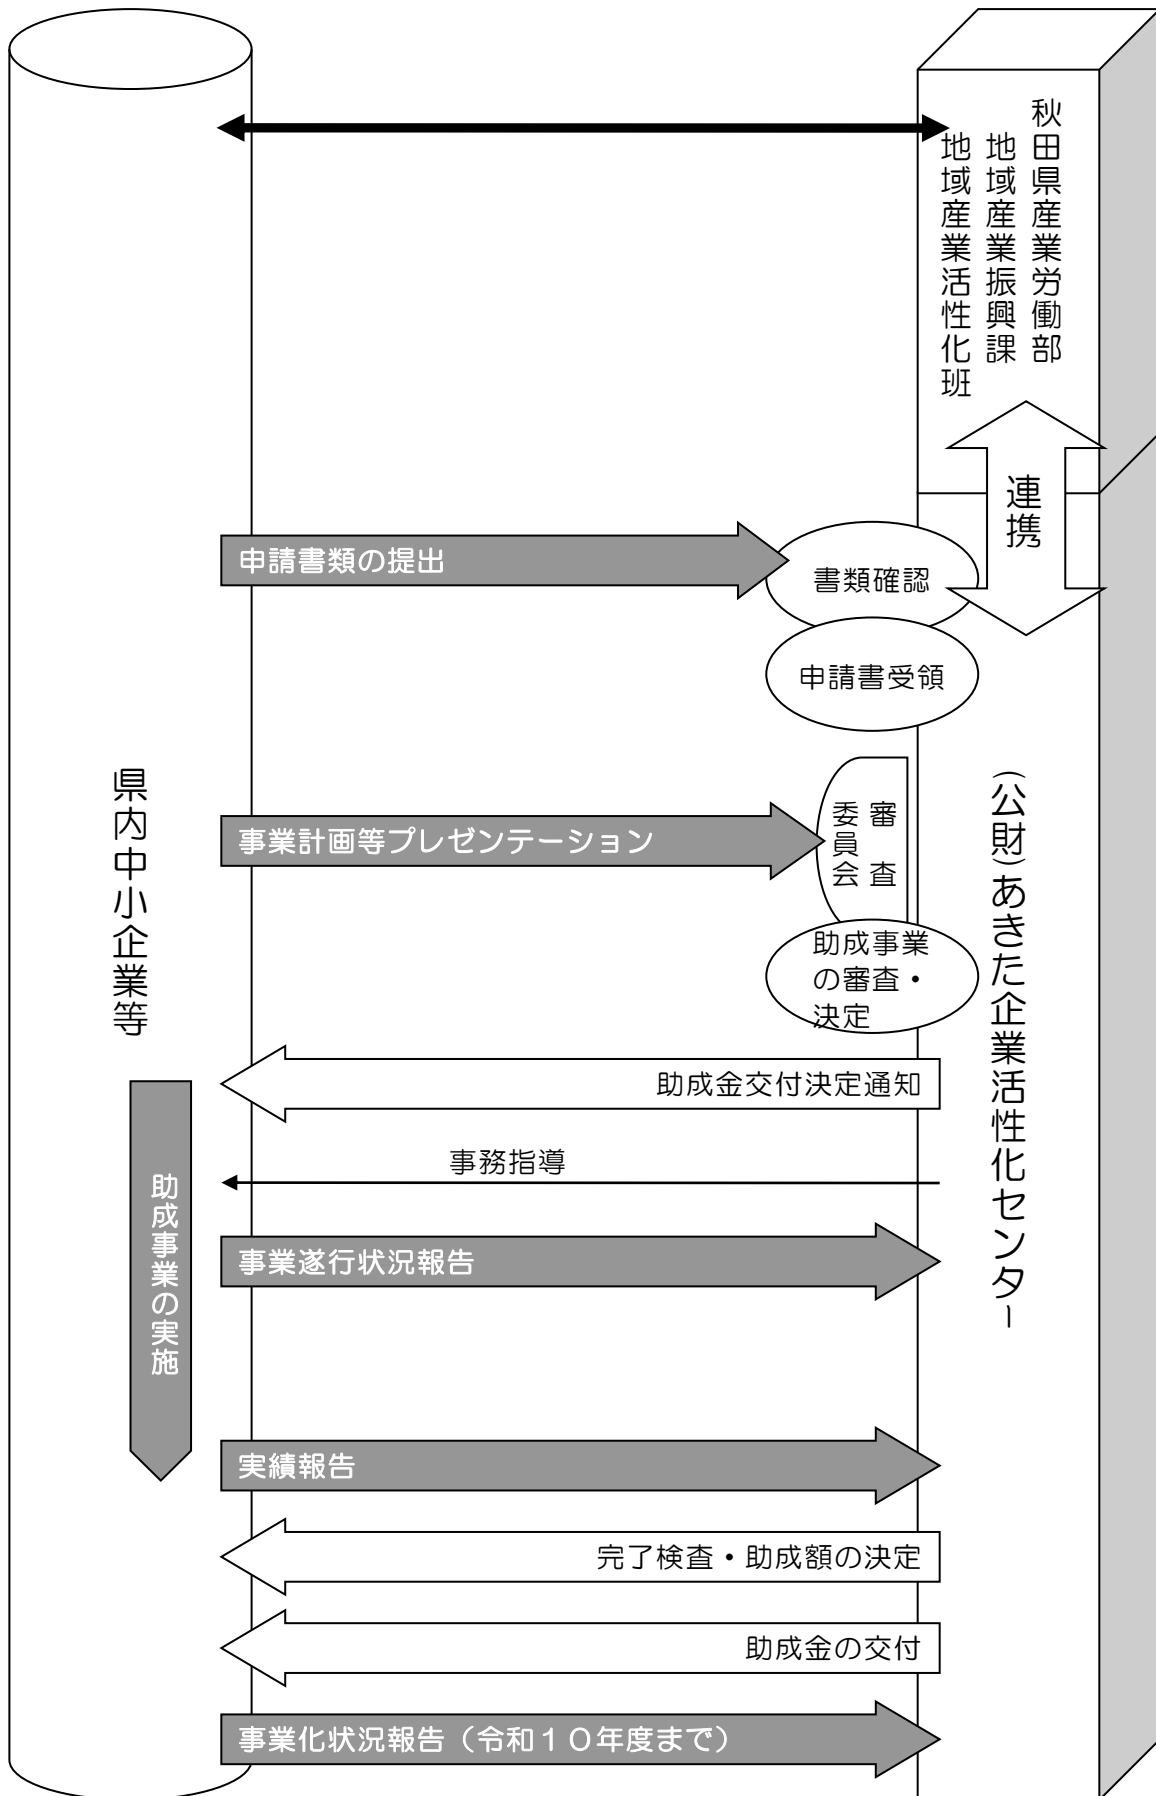 秋田県産業労働部
地域産業振興課
地域産業活性化班
連携
申請書類の提出
書類確認
申請書受領
県内中小企業等
(公財)あきた企業活性化センター
事業計画等プレゼンテーション
審査
委員会
助成事業
の審査・
決定
助成金交付決定通知
事務指導
助成事業の実施
事業遂行状況報告
実績報告
完了検査・助成額の決定
助成金の交付
事業化状況報告（令和１０年度まで）